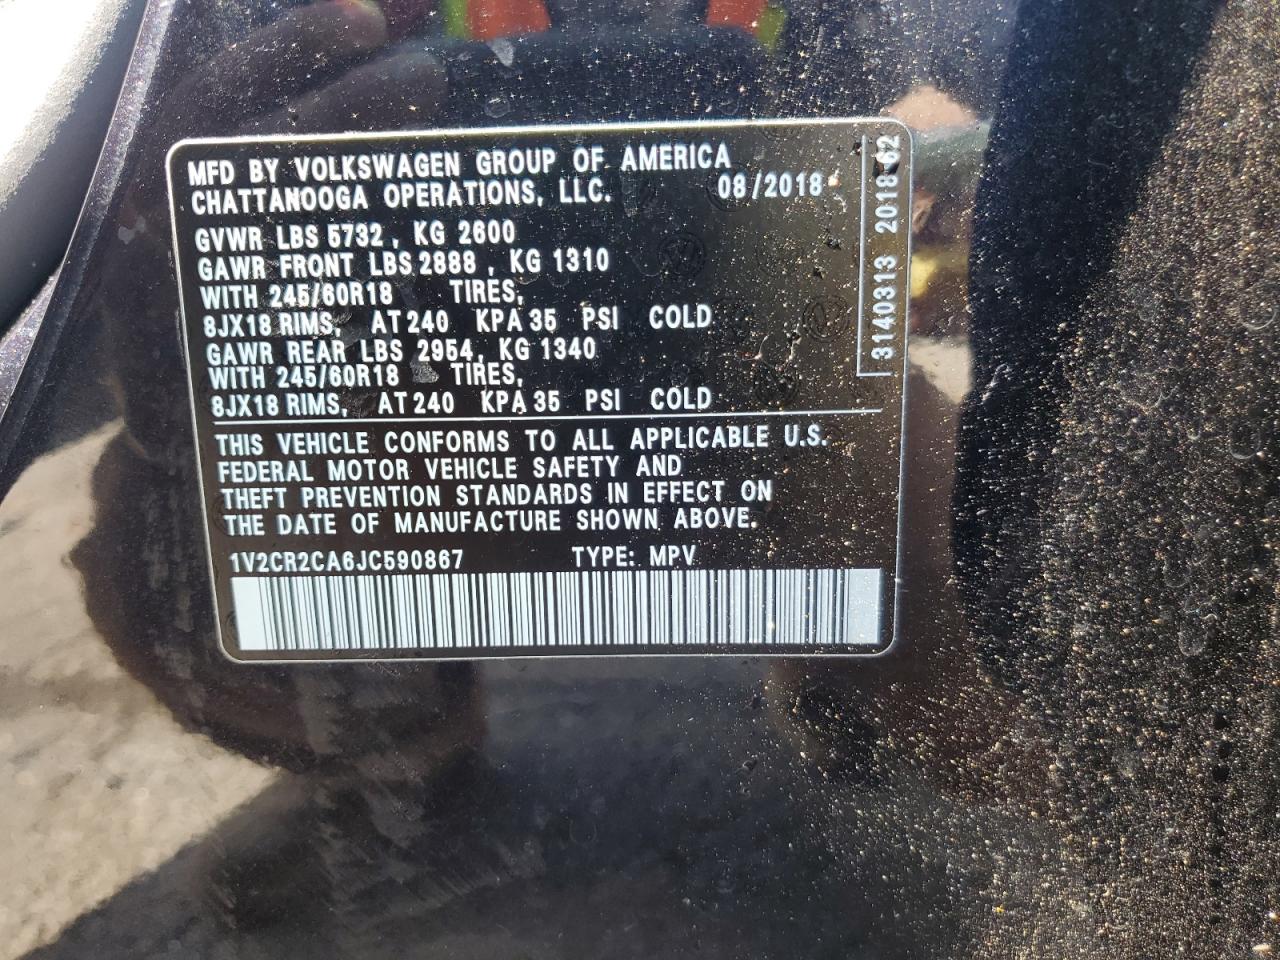 MFD BY VOLKSWAGEN GROUP OF AMERICA
CHATTANOOGA OPERATIONS, LLC. 08/2018
GVWR LBS 5732 , KG 2600
GAWR FRONT LBS 2888 , KG 1310
WITH 245/60R18 TIRES,
8JX18 RIMS, AT 240 KPA 35 PSI COLD
GAWR REAR LBS 2954, KG 1340
WITH 245/60R18 TIRES,
8JX18 RIMS, AT 240 KPA 35 PSI COLD
THIS VEHICLE CONFORMS TO ALL APPLICABLE U.S.
FEDERAL MOTOR VEHICLE SAFETY AND
THEFT PREVENTION STANDARDS IN EFFECT ON
THE DATE OF MANUFACTURE SHOWN ABOVE.
1V2CR2CA6JC590867 TYPE: MPV
3140313 2018